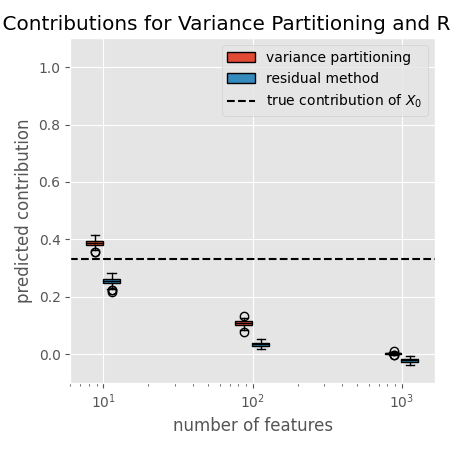 Contributions for Variance Partitioning and R
variance partitioning
residual method
true contribution of X₀
predicted contribution
1.0
0.8
0.6
0.4
0.2
0.0
10¹
10²
10³
number of features